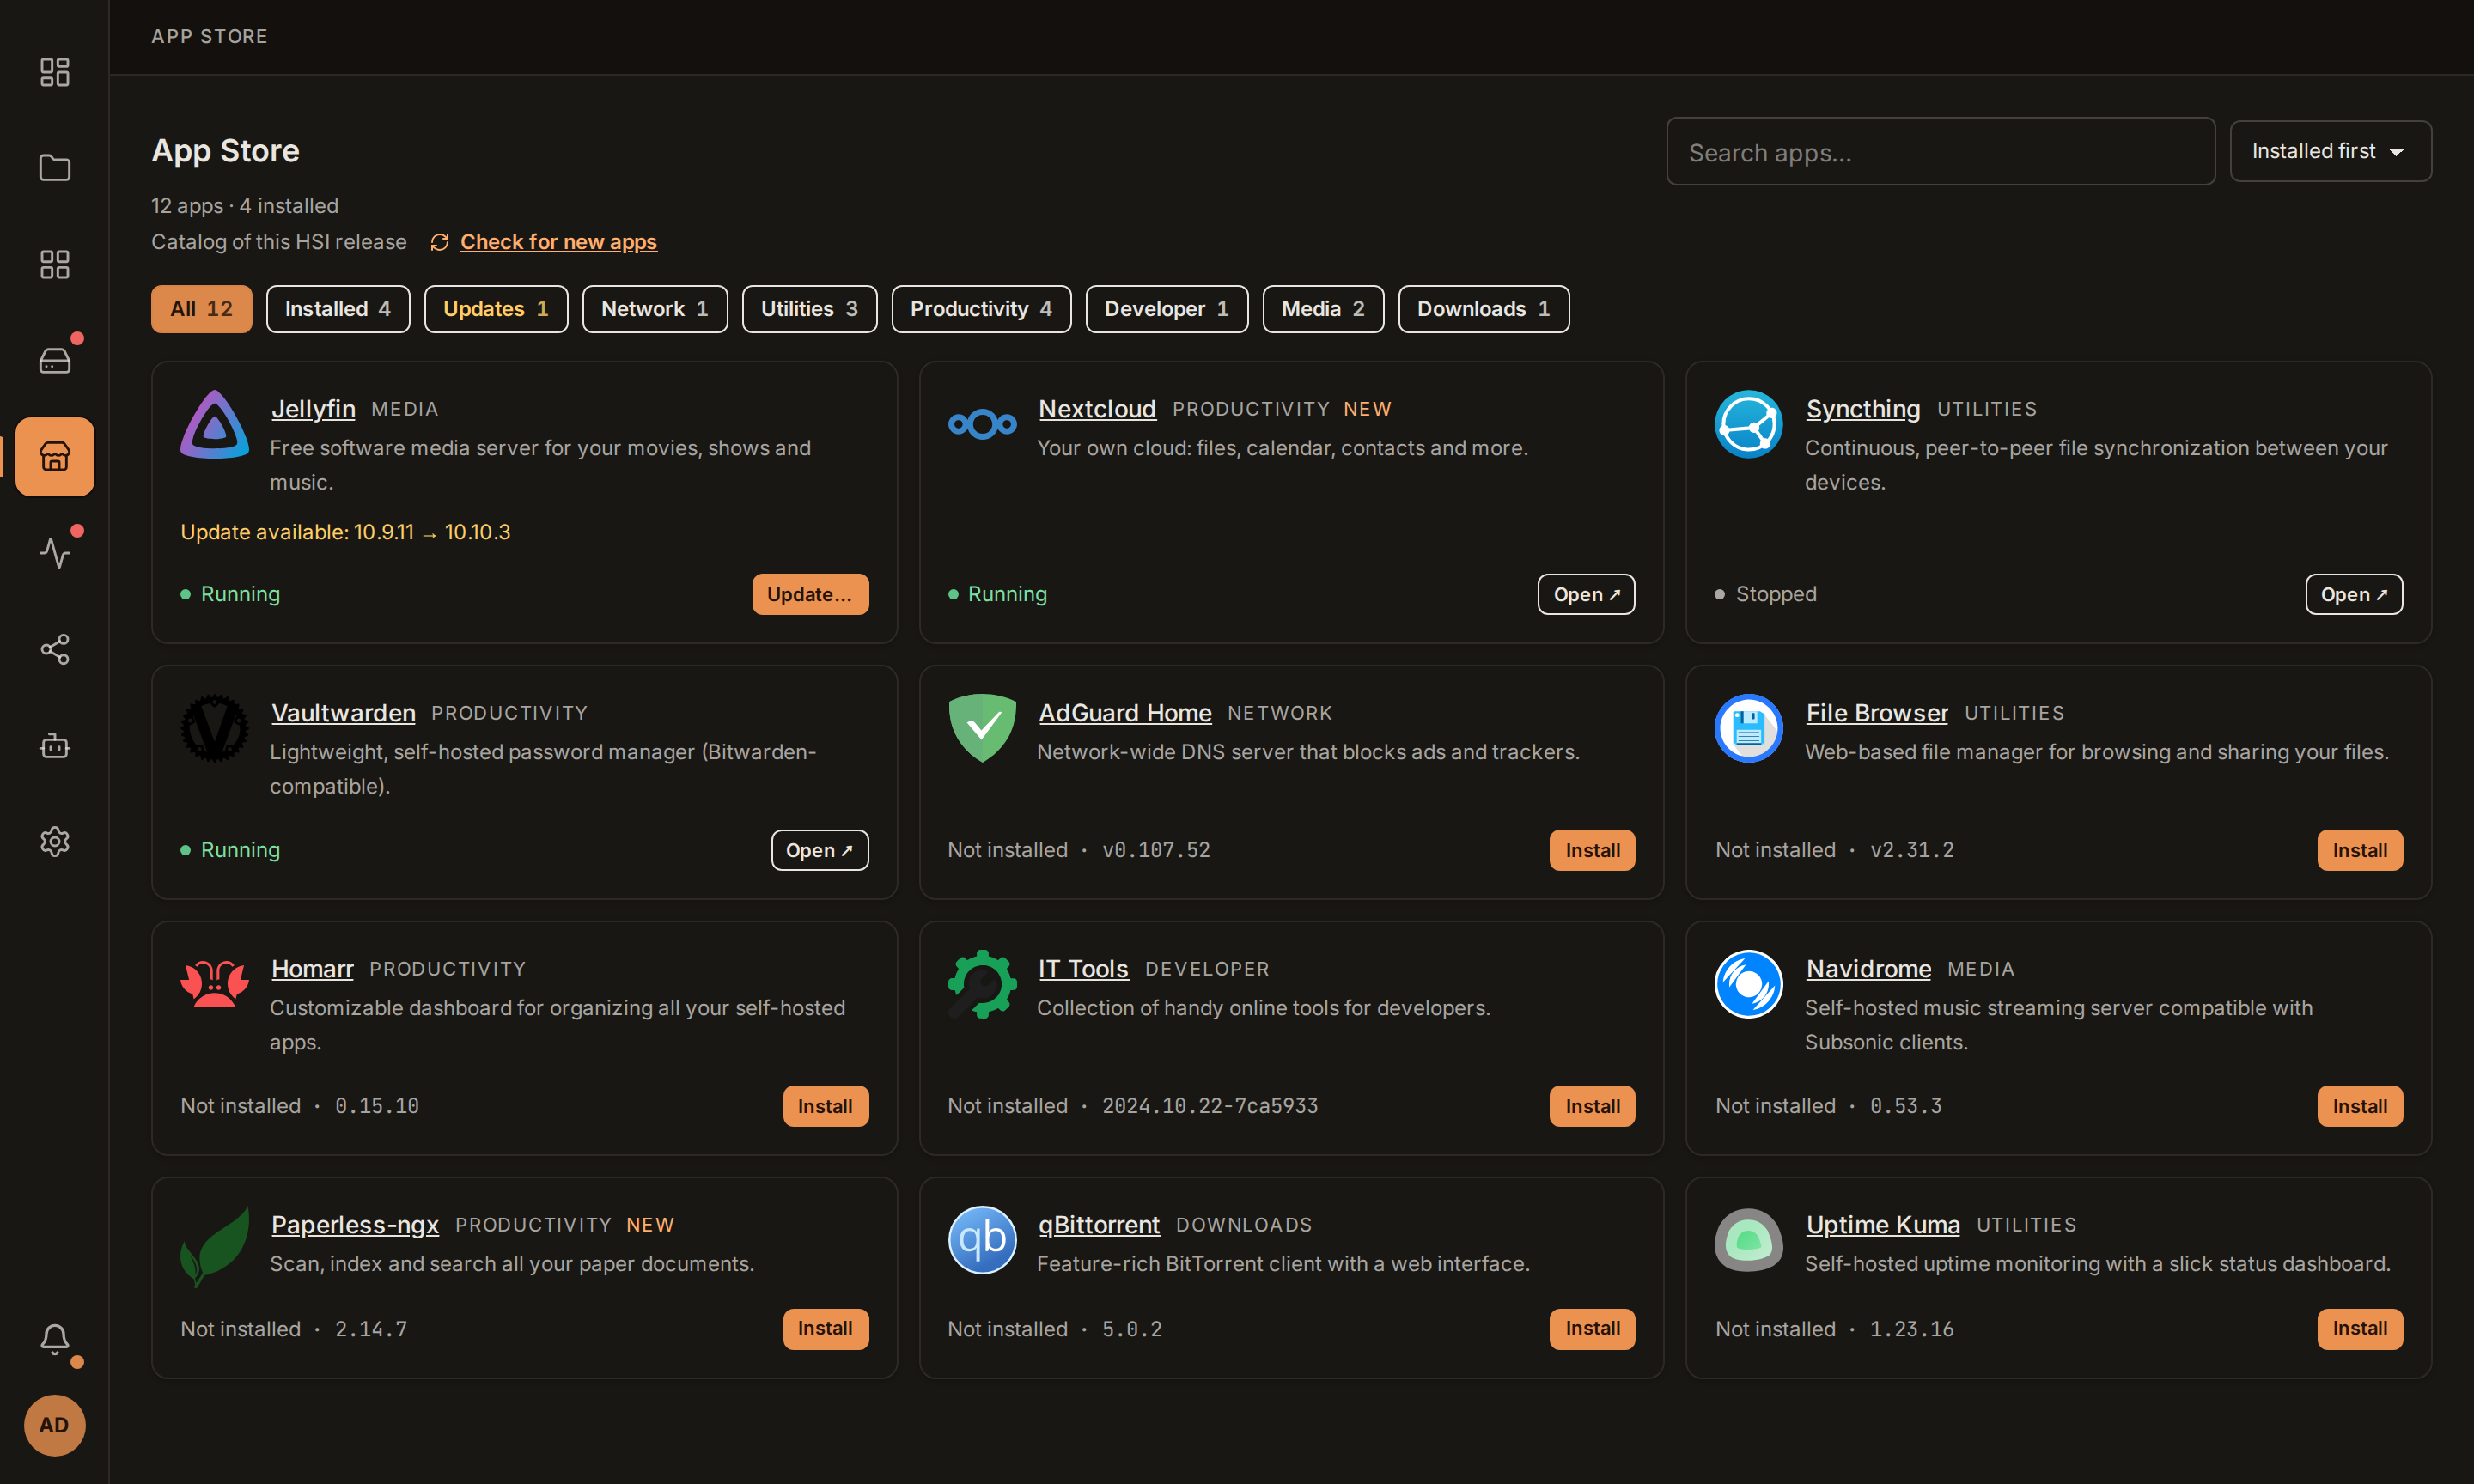 APP STORE
App Store
Search apps...
Installed first
12 apps · 4 installed
Catalog of this HSI release Check for new apps
All 12 Installed 4 Updates 1 Network 1 Utilities 3 Productivity 4 Developer 1 Media 2 Downloads 1
Jellyfin MEDIA
Free software media server for your movies, shows and
music.
Update available: 10.9.11 → 10.10.3
Running Update...
Nextcloud PRODUCTIVITY NEW
Your own cloud: files, calendar, contacts and more.
Running Open ↗
Syncthing UTILITIES
Continuous, peer-to-peer file synchronization between your
devices.
Stopped Open ↗
Vaultwarden PRODUCTIVITY
Lightweight, self-hosted password manager (Bitwarden-
compatible).
Running Open ↗
AdGuard Home NETWORK
Network-wide DNS server that blocks ads and trackers.
Not installed · v0.107.52 Install
File Browser UTILITIES
Web-based file manager for browsing and sharing your files.
Not installed · v2.31.2 Install
Homarr PRODUCTIVITY
Customizable dashboard for organizing all your self-hosted
apps.
Not installed · 0.15.10 Install
IT Tools DEVELOPER
Collection of handy online tools for developers.
Not installed · 2024.10.22-7ca5933 Install
Navidrome MEDIA
Self-hosted music streaming server compatible with
Subsonic clients.
Not installed · 0.53.3 Install
Paperless-ngx PRODUCTIVITY NEW
Scan, index and search all your paper documents.
Not installed · 2.14.7 Install
qb
qBittorrent DOWNLOADS
Feature-rich BitTorrent client with a web interface.
Not installed · 5.0.2 Install
Uptime Kuma UTILITIES
Self-hosted uptime monitoring with a slick status dashboard.
Not installed · 1.23.16 Install
AD